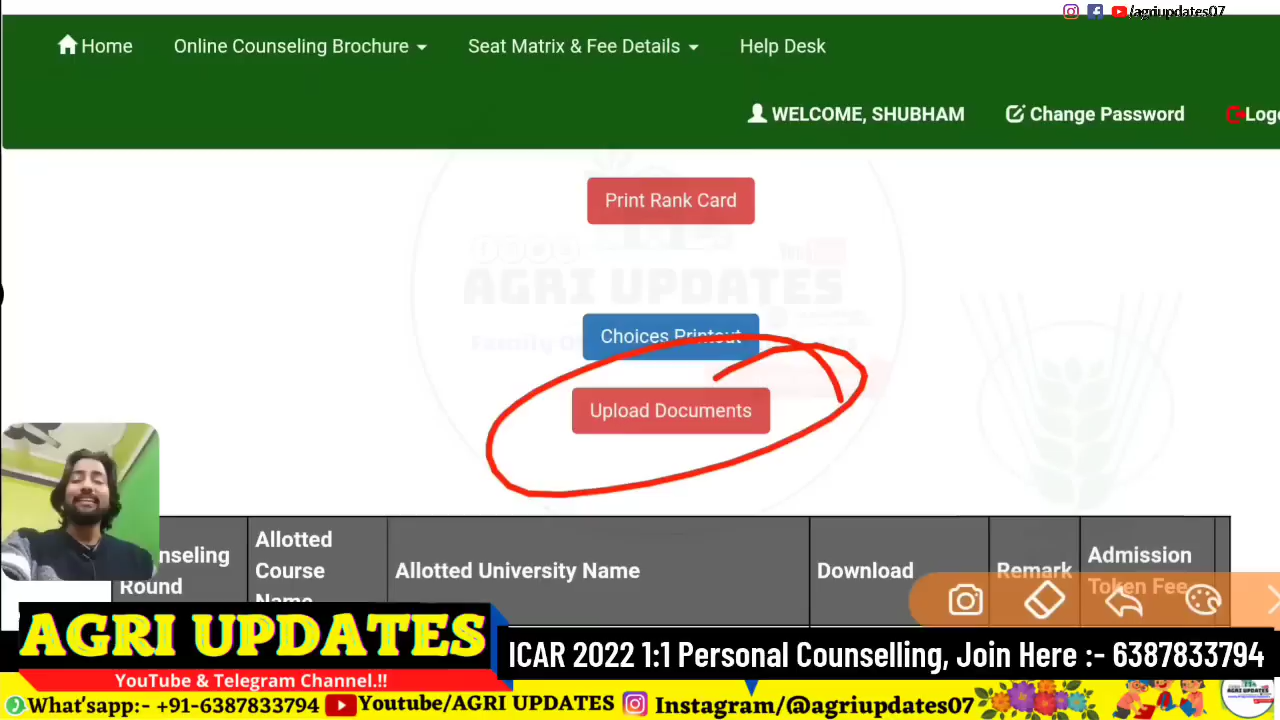 /agriupdates07
Home Online Counseling Brochure Seat Matrix & Fee Details Help Desk
WELCOME, SHUBHAM Change Password
Print Rank Card
AGRI UPDATES
Choices Printout
Upload Documents
Allotted Course Name
Allotted University Name
Download
Remark
Admission Token Fee
Round
AGRI UPDATES
YouTube & Telegram Channel.!!
ICAR 2022 1:1 Personal Counselling, Join Here :- 6387833794
What'sapp:- +91-6387833794 Youtube/AGRI UPDATES Instagram/@agriupdates07
AGRI UPDATES